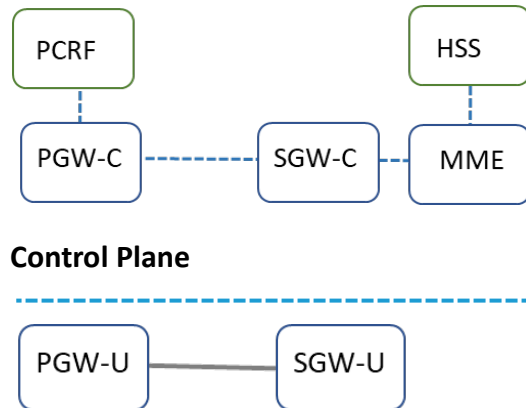 PCRF
HSS
PGW-C
SGW-C
MME
Control Plane
PGW-U
SGW-U